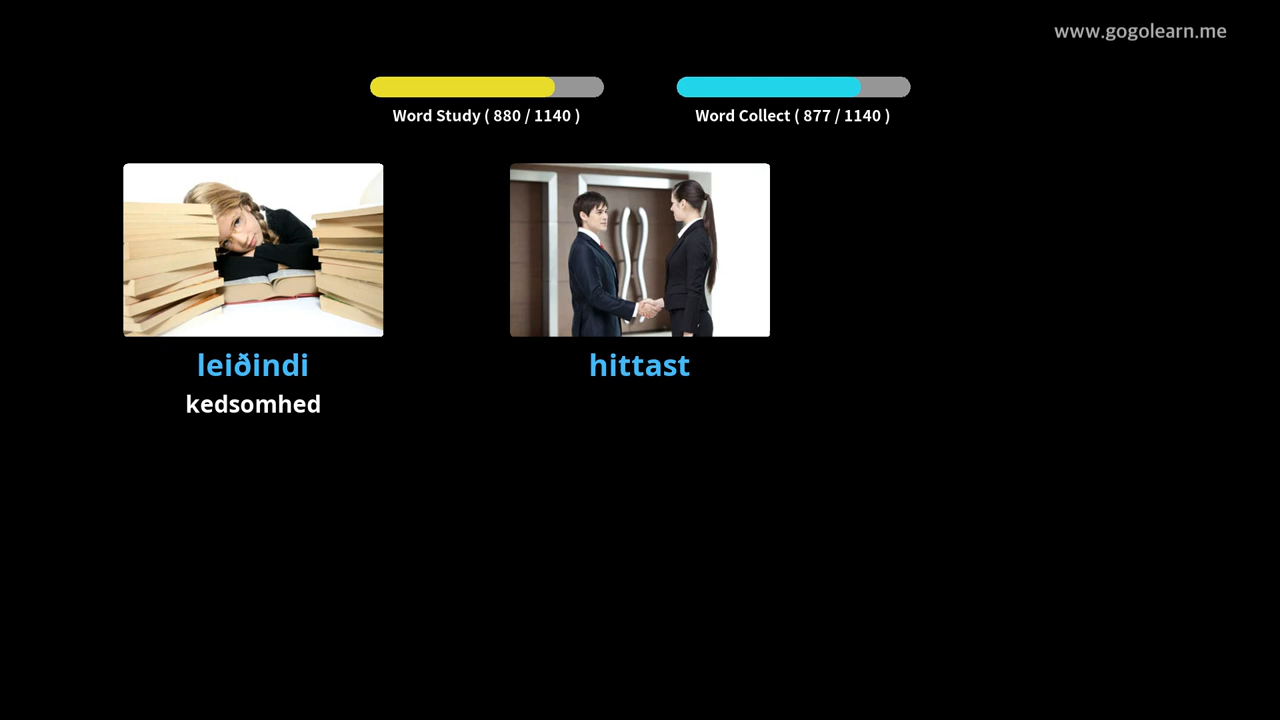 www.gogolearn.me
Word Study ( 880 / 1140 )
Word Collect ( 877 / 1140 )
leiðindi
hittast
kedsomhed